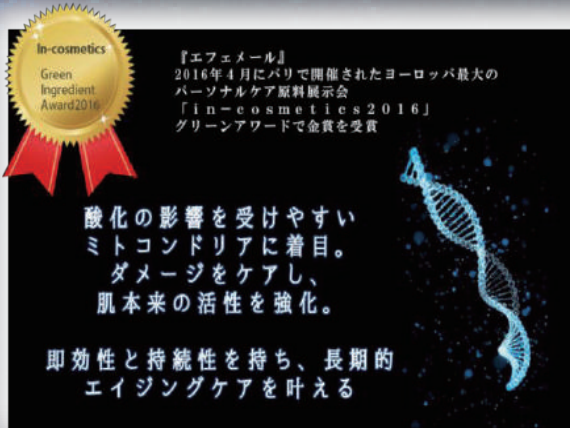 In-cosmetics
Green
Ingredient
Award2016
『エフェメール』
2016年4月にパリで開催されたヨーロッパ最大の
パーソナルケア原料展示会
「in-cosmetics2016」
グリーンアワードで金賞を受賞
酸化の影響を受けやすい
ミトコンドリアに着目。
ダメージをケアし、
肌本来の活性を強化。
即効性と持続性を持ち、長期的
エイジングケアを叶える